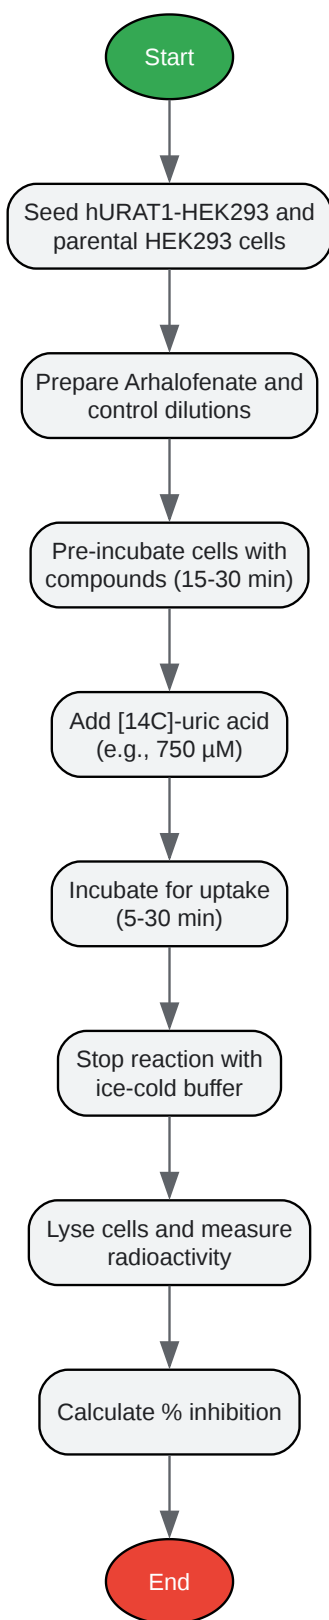 Start
Seed hURAT1-HEK293 and
parental HEK293 cells
Prepare Arhalofenate and
control dilutions
Pre-incubate cells with
compounds (15-30 min)
Add [14C]-uric acid
(e.g., 750 µM)
Incubate for uptake
(5-30 min)
Stop reaction with
ice-cold buffer
Lyse cells and measure
radioactivity
Calculate % inhibition
End